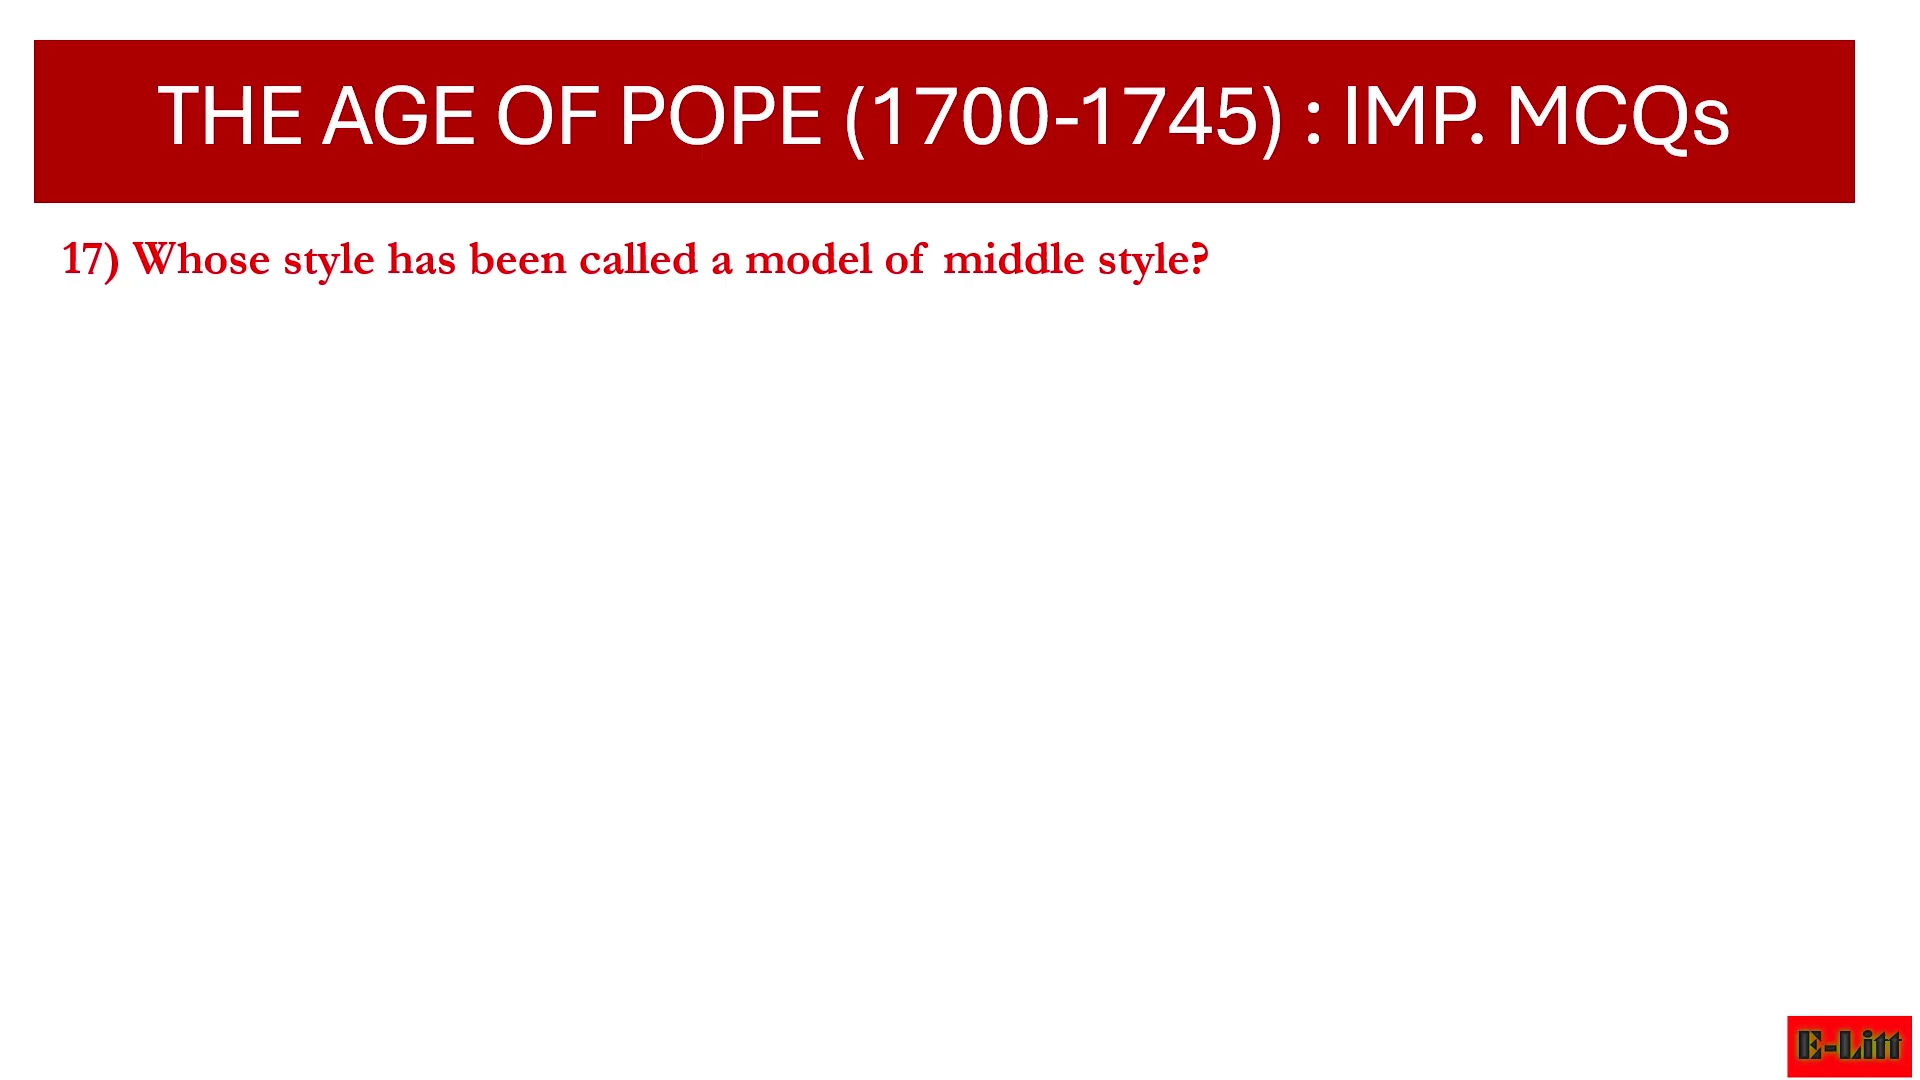 THE AGE OF POPE (1700-1745) : IMP. MCQs
17) Whose style has been called a model of middle style?
E-Litt